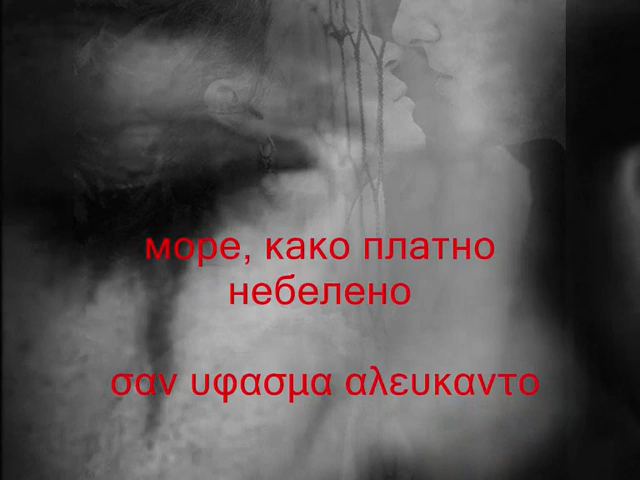 море, како платно
небелено
σαν υφασμα αλευκαντο